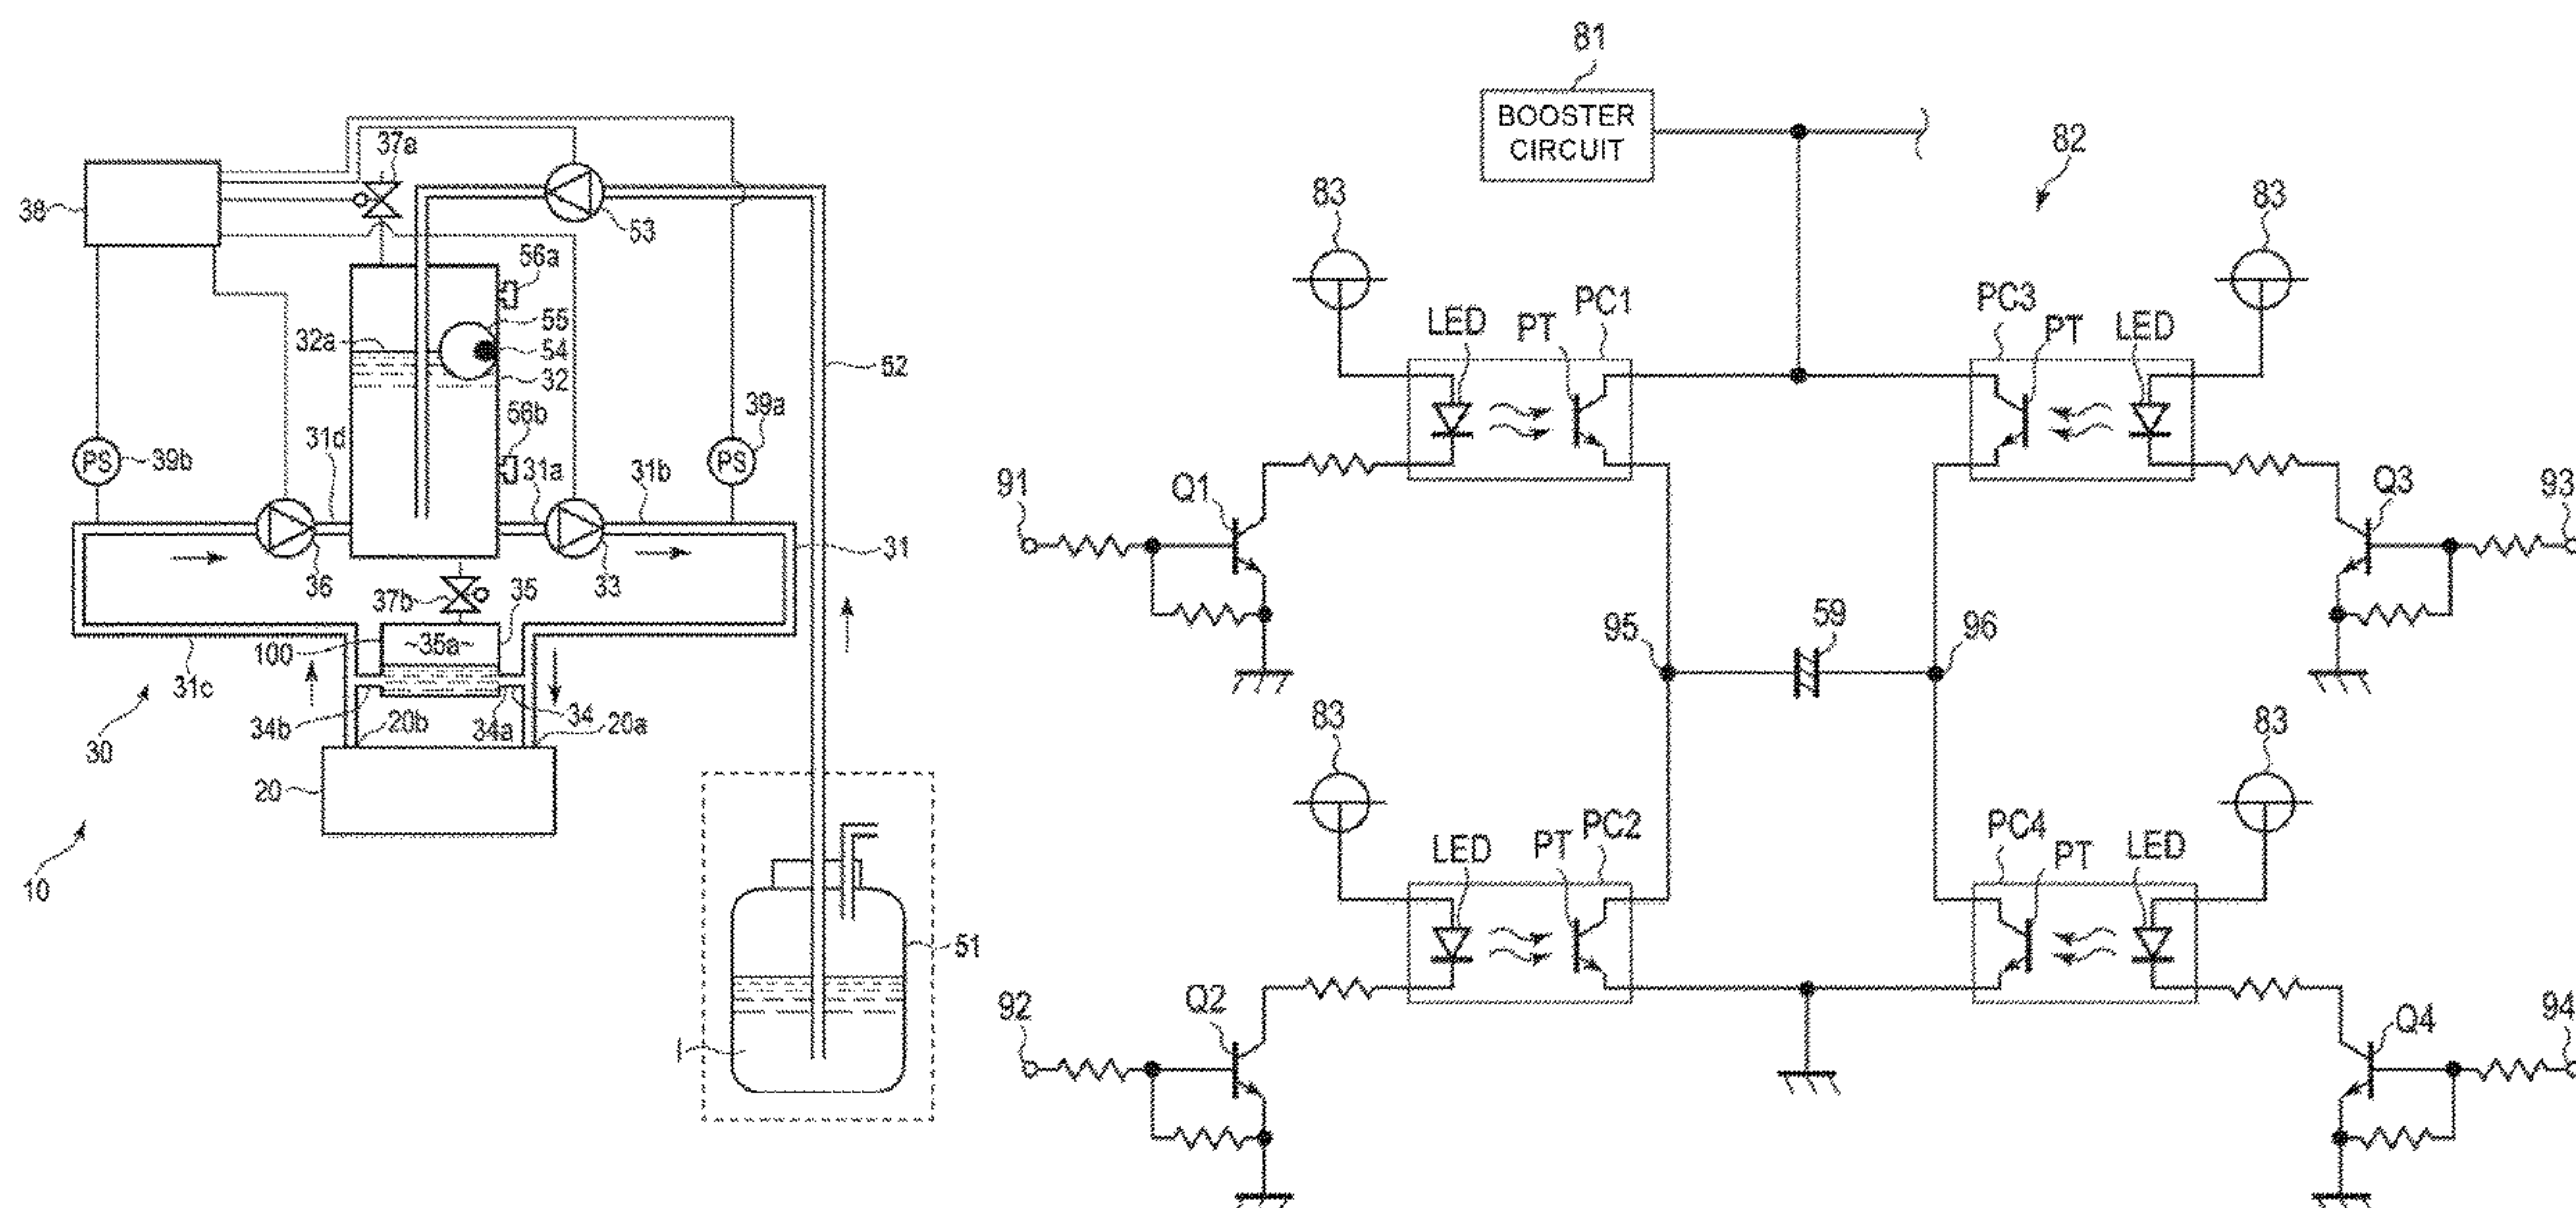 37a
38
53
56a
55
32a
54
32
52
56b
39a
31d
PS
39b
31a
31b
PS
36
33
31
37b
35
100
~35a~
31c
34b
20b
34a
34
20a
30
20
10
51
I
81
BOOSTER
CIRCUIT
82
83
83
LED
PT
PC1
PC3
PT
LED
91
Q1
Q3
93
95
59
96
83
83
LED
PT
PC2
PC4
PT
LED
92
Q2
Q4
94